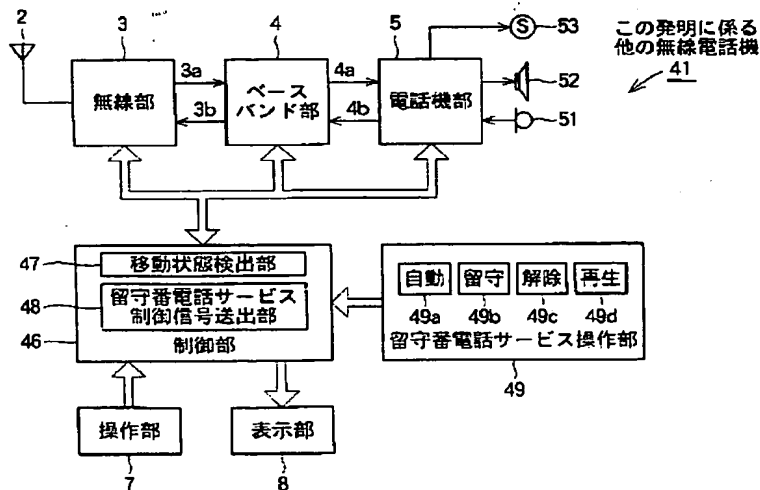 2
3
4
5
53
この発明に係る
他の無線電話機
41
無線部
3a
3b
ベース
バンド部
4a
4b
電話機部
S
52
51
47
移動状態検出部
48
留守番電話サービス
制御信号送出部
46
制御部
自動
留守
解除
再生
49a
49b
49c
49d
留守番電話サービス操作部
49
操作部
表示部
7
8